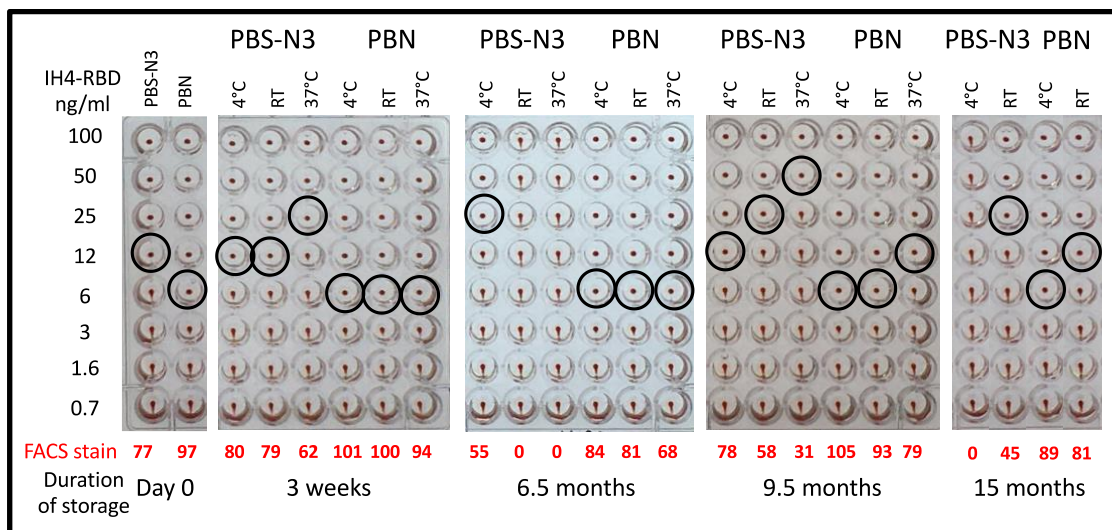 PBS-N3 PBN PBS-N3 PBN PBS-N3 PBN PBS-N3 PBN
IH4-RBD
ng/ml
PBS-N3 PBN 4°C RT 37°C 4°C RT 37°C 4°C RT 37°C 4°C RT 37°C 4°C RT 37°C 4°C RT 37°C 4°C RT 4°C RT
100
50
25
12
6
3
1.6
0.7
FACS stain 77 97 80 79 62 101 100 94 55 0 0 84 81 68 78 58 31 105 93 79 0 45 89 81
Duration
of storage
Day 0 3 weeks 6.5 months 9.5 months 15 months